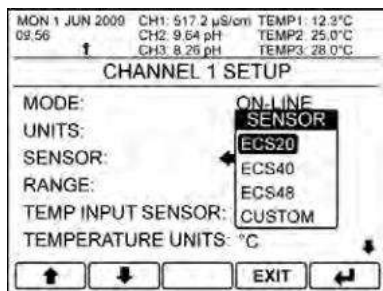 MON 1 JUN 2009 CH1: 517.2 µS/cm TEMP1: 12.3°C
09:56 CH2: 9.64 pH TEMP2: 25.0°C
CH3: 8.26 pH TEMP3: 28.0°C
CHANNEL 1 SETUP
MODE: ON-LINE
UNITS: SENSOR
SENSOR: ECS20
ECS40
RANGE: ECS48
TEMP INPUT SENSOR: CUSTOM
TEMPERATURE UNITS: °C
EXIT